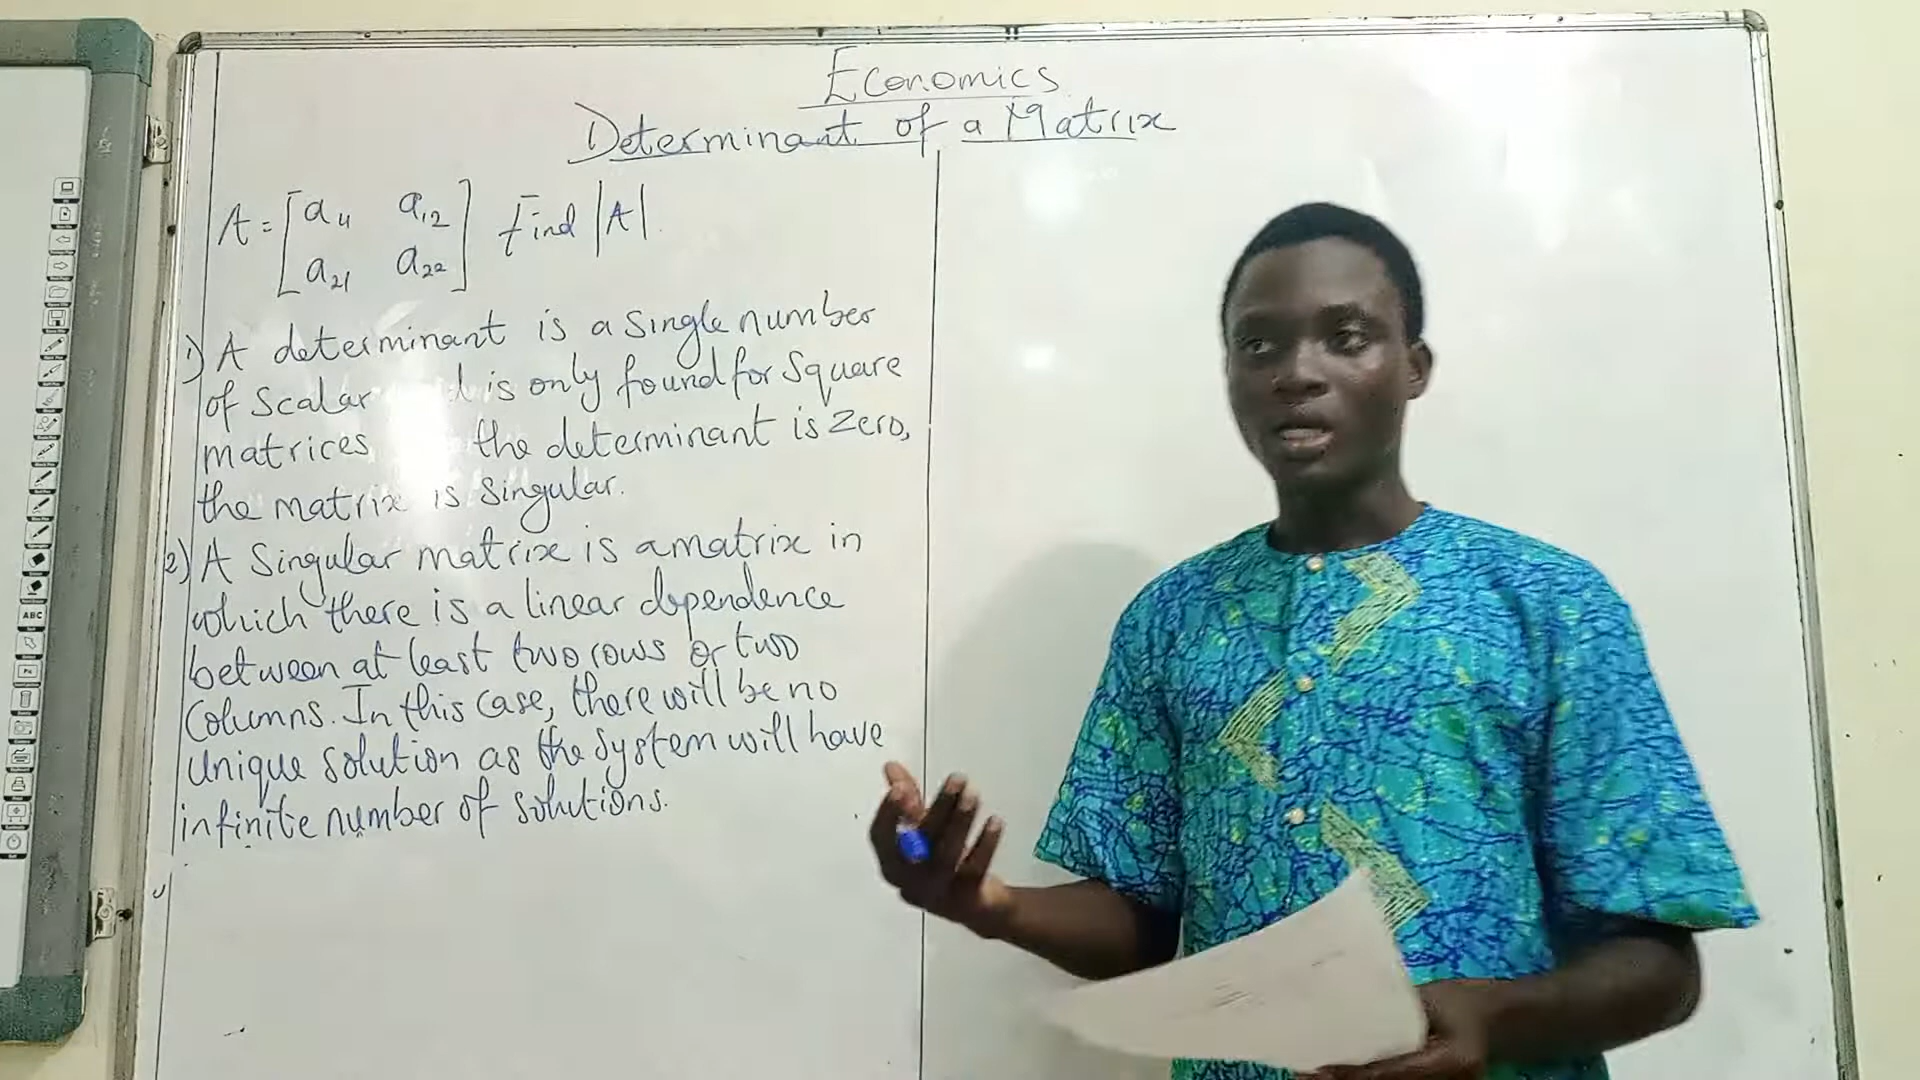 Economics
Determinant of a Matrix
A = [a11 a12
a21 a22] Find |A|.
1) A determinant is a single number
of scalar is only found for square
matrices the determinant is zero,
the matrix is singular.
2) A Singular matrix is a matrix in
which there is a linear dependence
between at least two rows or two
Columns. In this case, there will be no
unique solution as the system will have
infinite number of solutions.
ABC